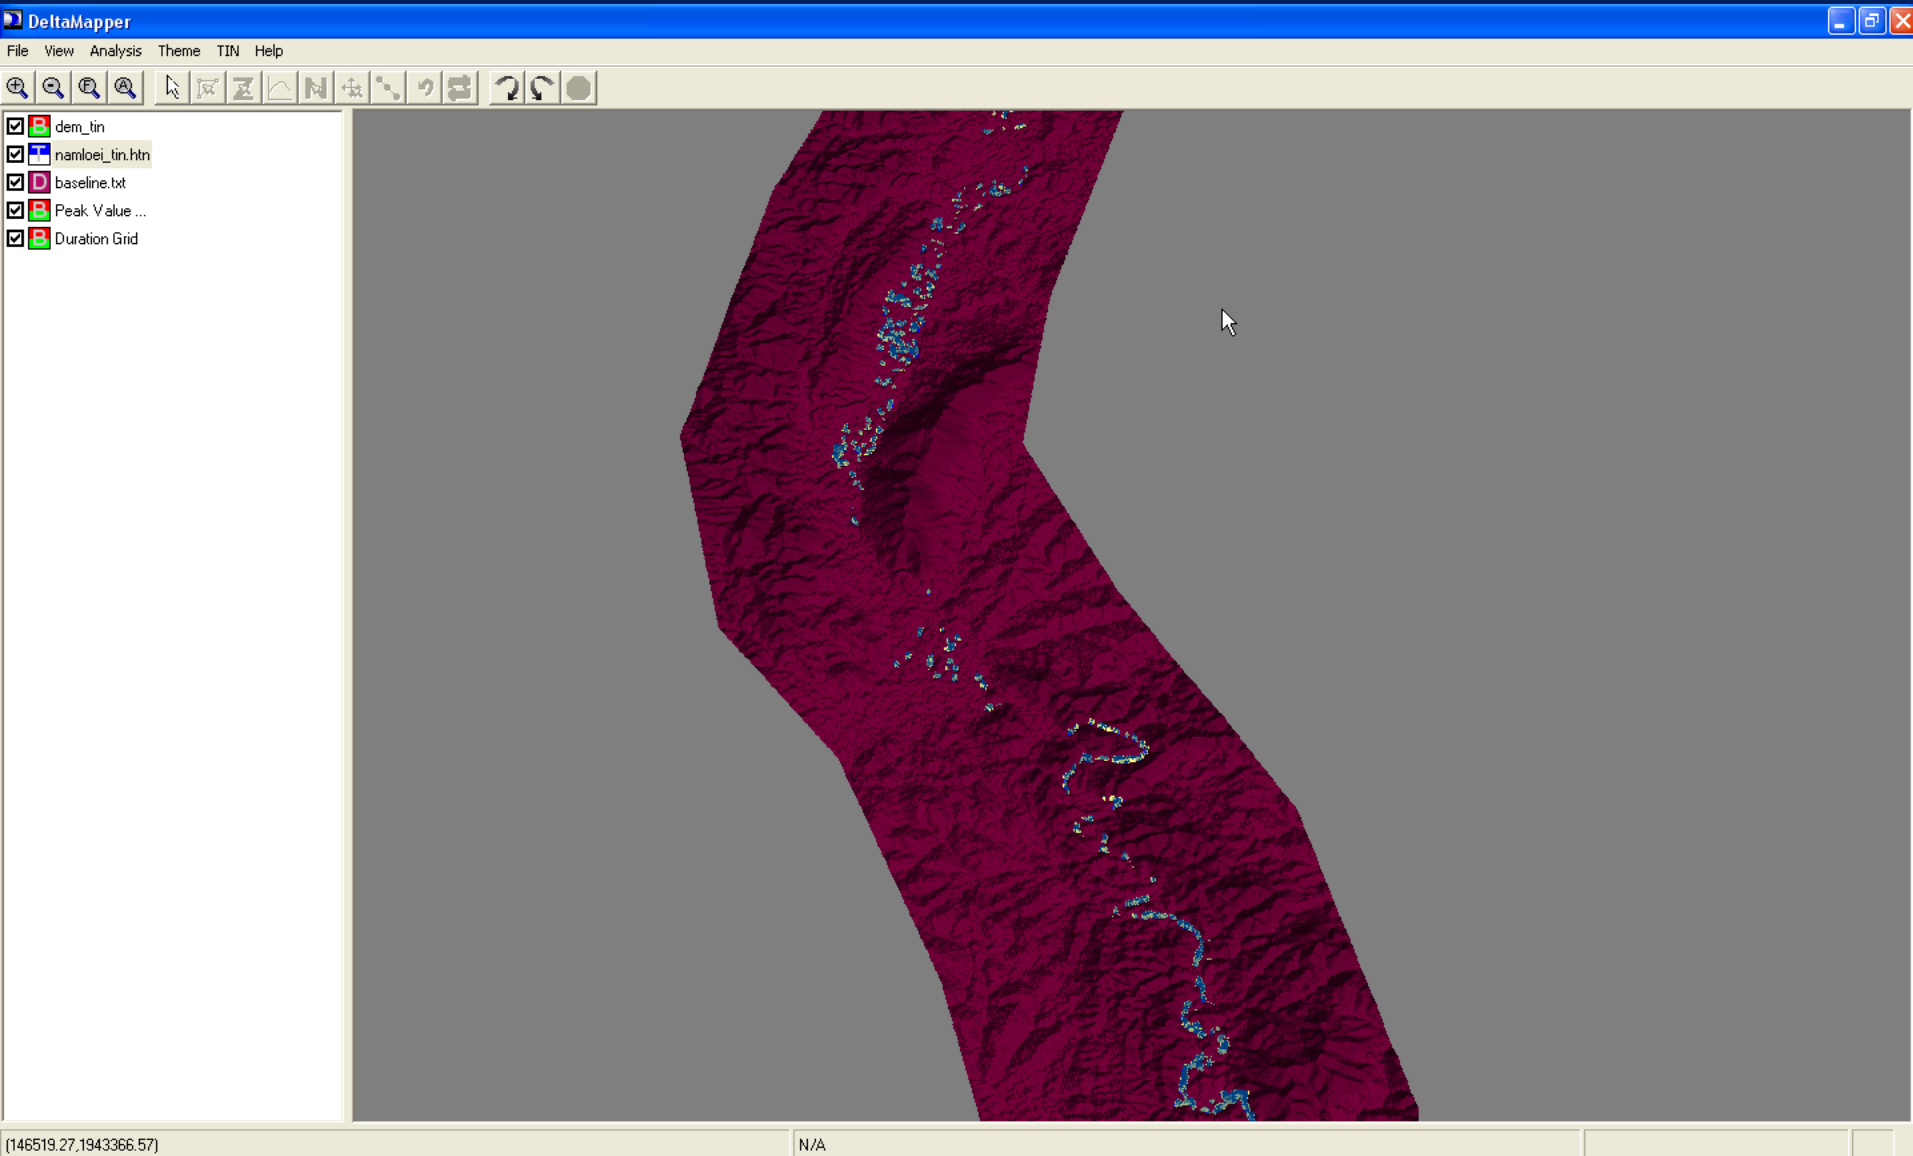 DeltaMapper
File View Analysis Theme TIN Help
dem_tin
namloei_tin.htn
baseline.txt
Peak Value ...
Duration Grid
(146519.27,1943366.57)
N/A